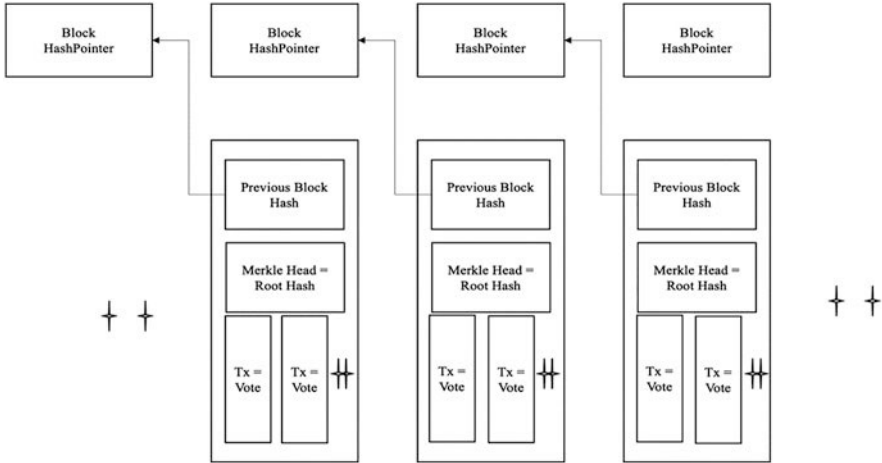 Block
HashPointer
Block
HashPointer
Block
HashPointer
Block
HashPointer
Previous Block
Hash
Previous Block
Hash
Previous Block
Hash
Merkle Head =
Root Hash
Merkle Head =
Root Hash
Merkle Head =
Root Hash
Tx =
Vote
Tx =
Vote
Tx =
Vote
Tx =
Vote
Tx =
Vote
Tx =
Vote